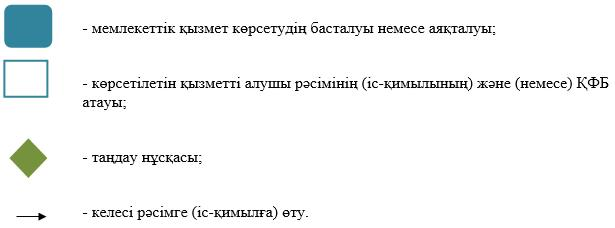 - мемлекеттік қызмет көрсетудің басталуы немесе аяқталуы;
- көрсетілетін қызметті алушы рәсімінің (іс-қимылының) және (немесе) ҚФБ
атауы;
- таңдау нұсқасы;
- келесі рәсімге (іс-қимылға) өту.